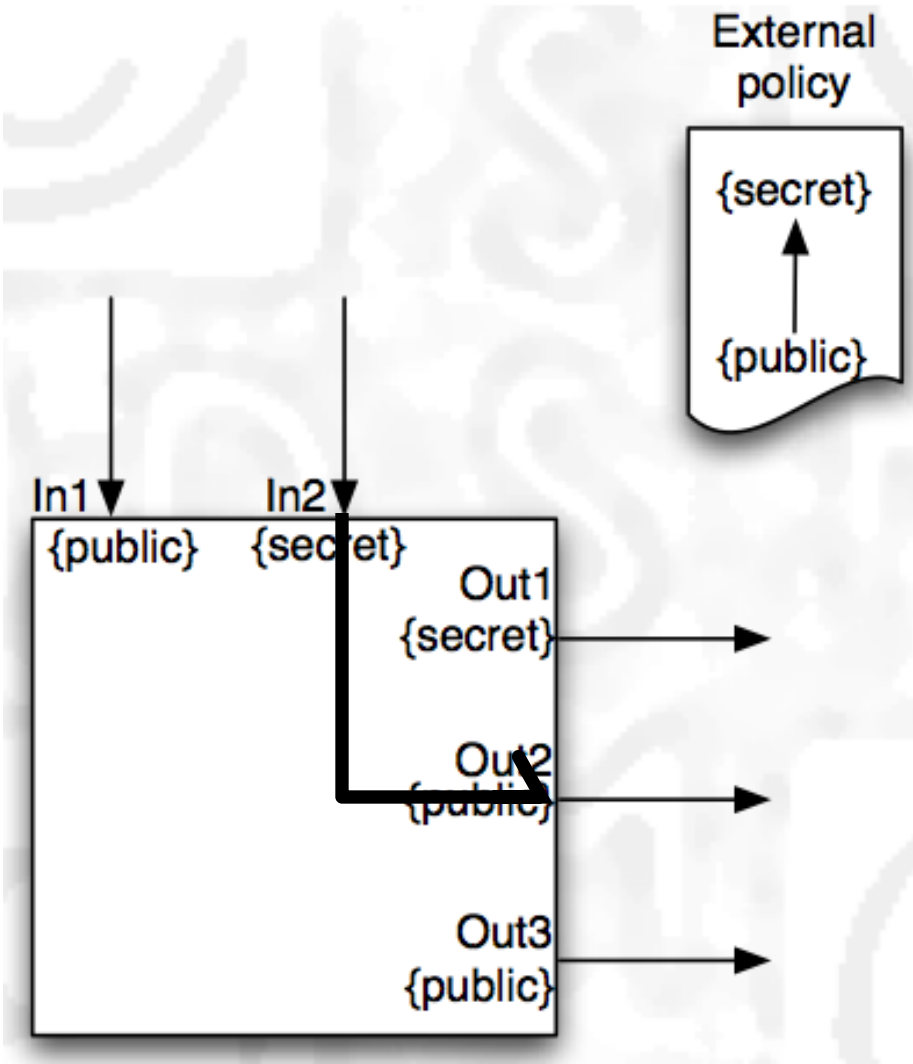 External
policy
{secret}
{public}
In1
In2
{public}
{secret}
Out1
{secret}
Out2
{public}
Out3
{public}